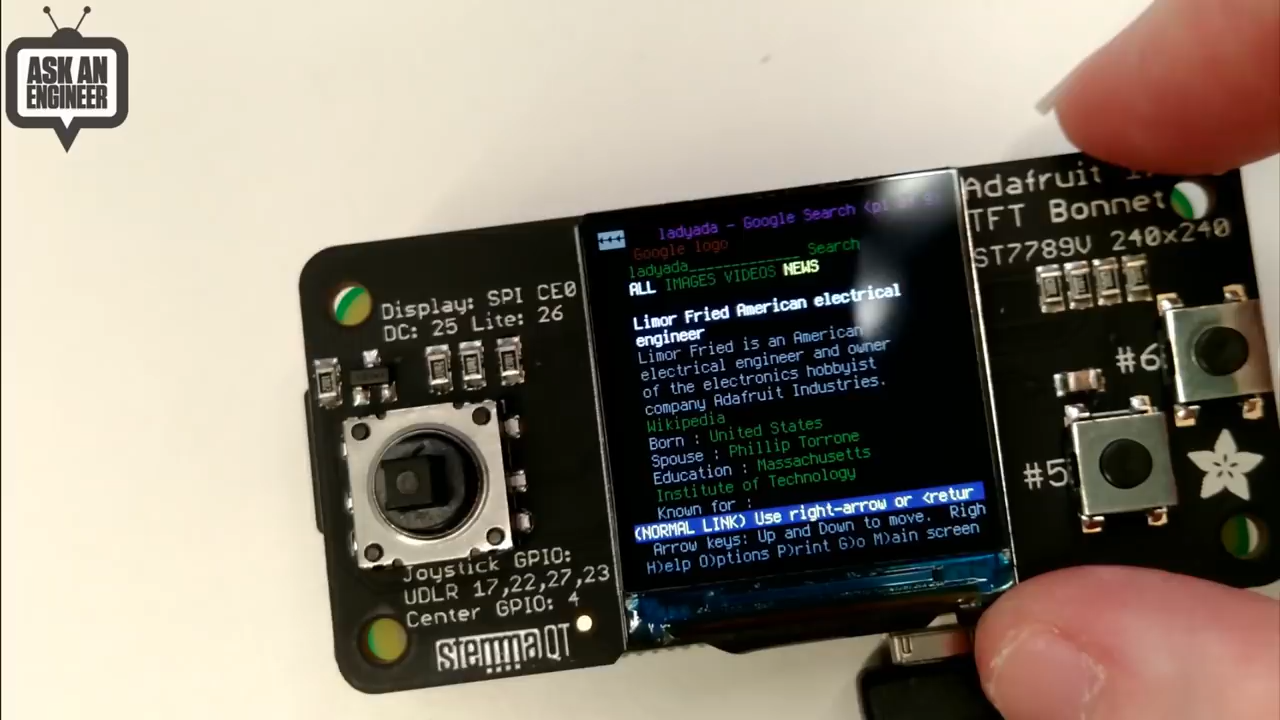 ASK AN
ENGINEER
Display: SPI CE0
DC: 25 Lite: 26
Joystick GPIO:
UDLR 17,22,27,23
Center GPIO: 4
stemmaQT
ladyada - Google Search
Google logo
ladyada______________ Search
ALL IMAGES VIDEOS NEWS
Limor Fried American electrical
engineer
Limor Fried is an American
electrical engineer and owner
of the electronics hobbyist
company Adafruit Industries.
Wikipedia
Born : United States
Spouse : Phillip Torrone
Education : Massachusetts
Institute of Technology
Known for :
(NORMAL LINK) Use right-arrow or <retur
Arrow keys: Up and Down to move. Righ
H)elp O)ptions P)rint G)o M)ain screen
Adafruit
TFT Bonnet
ST7789V 240x240
#6
#5